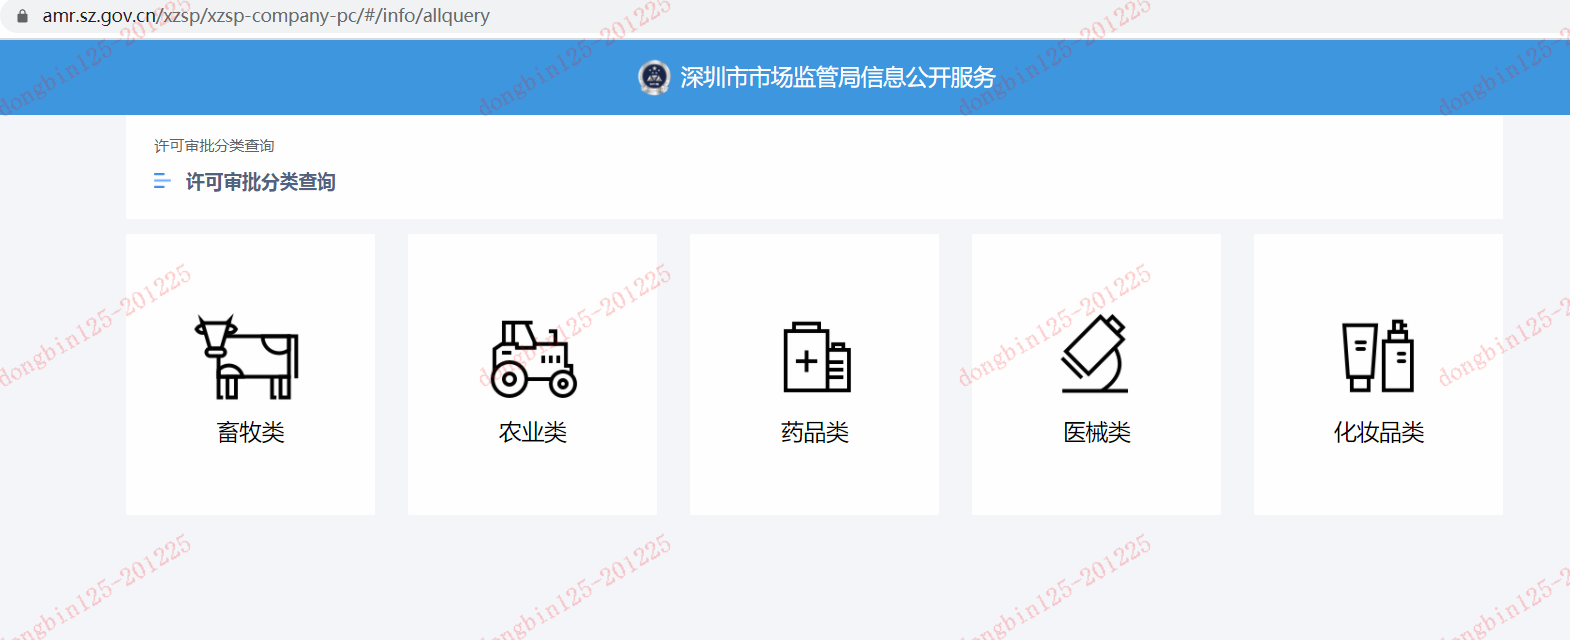 amr.sz.gov.cn/xzsp/xzsp-company-pc/#/info/allquery
深圳市市场监管局信息公开服务
许可审批分类查询
许可审批分类查询
畜牧类
农业类
药品类
医械类
化妆品类
dongbin125-201225